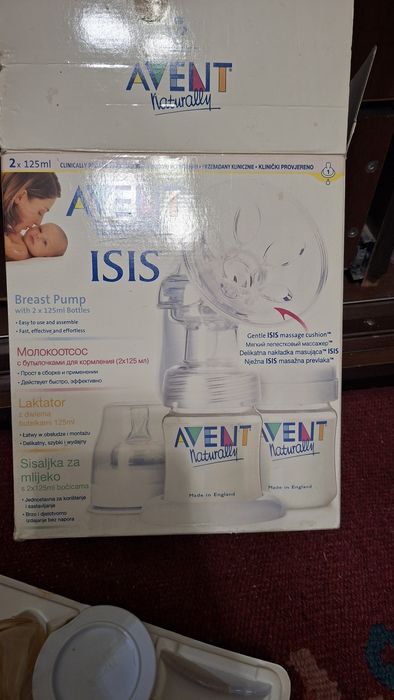 AVENT
Naturally
2 x 125ml
CLINICALLY
PRZEBADANY KLINICZNIE • KLINIČKI PROVJERENO
1
AVENT
ISIS
Breast Pump
with 2 x 125ml Bottles
• Easy to use and assemble
• Fast, effective and effortless
Gentle ISIS massage cushion™
Мягкий лепестковый массажер™
Delikatna nakładka masująca™ ISIS
Nježna ISIS masažna prevlaka™
Молокоотсос
с бутылочками для кормления (2x125 мл)
• Прост в сборке и применении
• Действует быстро, эффективно
Laktator
z dwiema
butelkami 125ml
• Łatwy w obsłudze i montażu
• Delikatny, szybki i wydajny
Sisaljka za
mlijeko
s 2x125ml bočicama
• Jednostavna za korištenje
i sastavljanje
• Brzo i djelotvorno
izdajanje bez napora
AVENT
Naturally
Made in England
AVENT
Naturally
Made in England